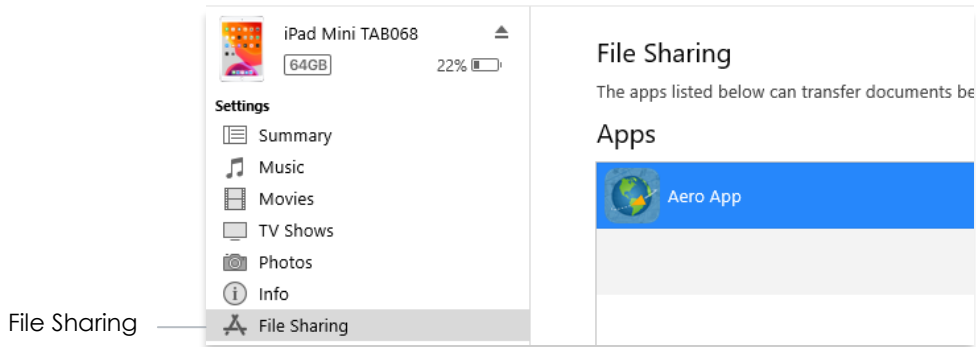 iPad Mini TAB068
64GB
22%
Settings
Summary
Music
Movies
TV Shows
Photos
Info
File Sharing
File Sharing
File Sharing
The apps listed below can transfer documents be
Apps
Aero App